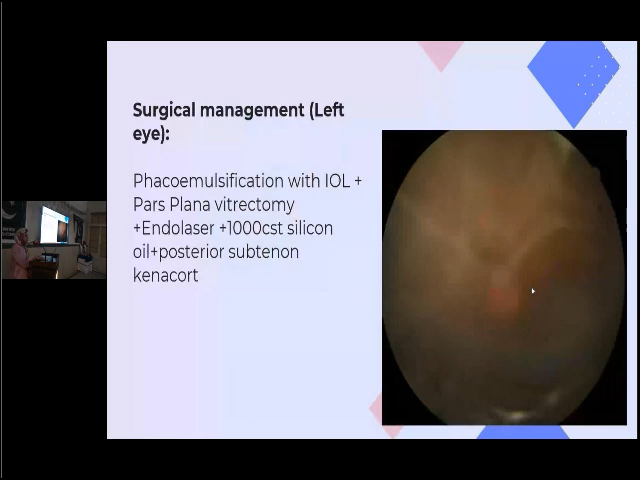 Surgical management (Left
eye):
Phacoemulsification with IOL +
Pars Plana vitrectomy
+Endolaser +1000cst silicon
oil+posterior subtenon
kenacort